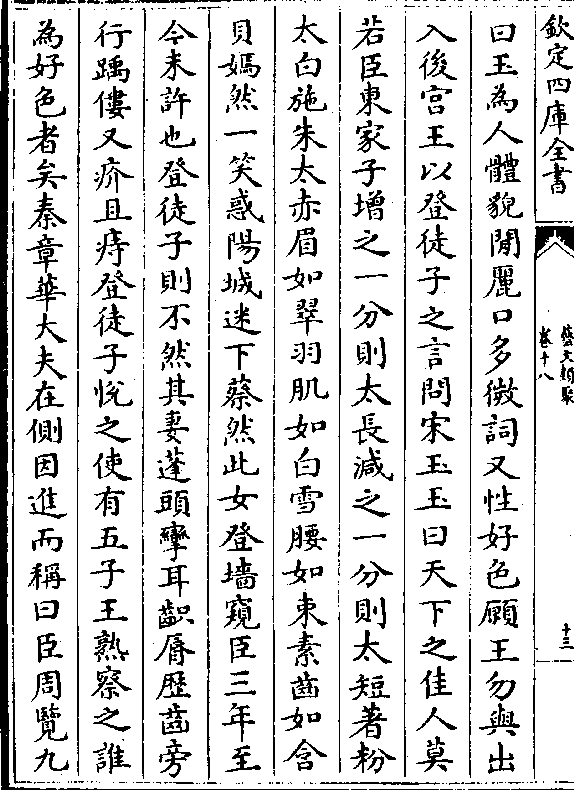 欽定四庫全書
藝文類聚
卷十八
十三
曰玉為人體貌閒麗口多微詞又性好色願王勿與出
入後宮王以登徒子之言問宋玉玉曰天下之佳人莫
若臣東家子增之一分則太長減之一分則太短著粉
太白施朱太赤眉如翠羽肌如白雪腰如束素齒如含
貝嫣然一笑惑陽城迷下蔡然此女登墻窺臣三年至
今未許也登徒子則不然其妻蓬頭攣耳齞脣歴齒旁
行踽僂又疥且痔登徒子悅之使有五子王熟察之誰
為好色者矣秦章華大夫在側因進而稱曰臣周覽九